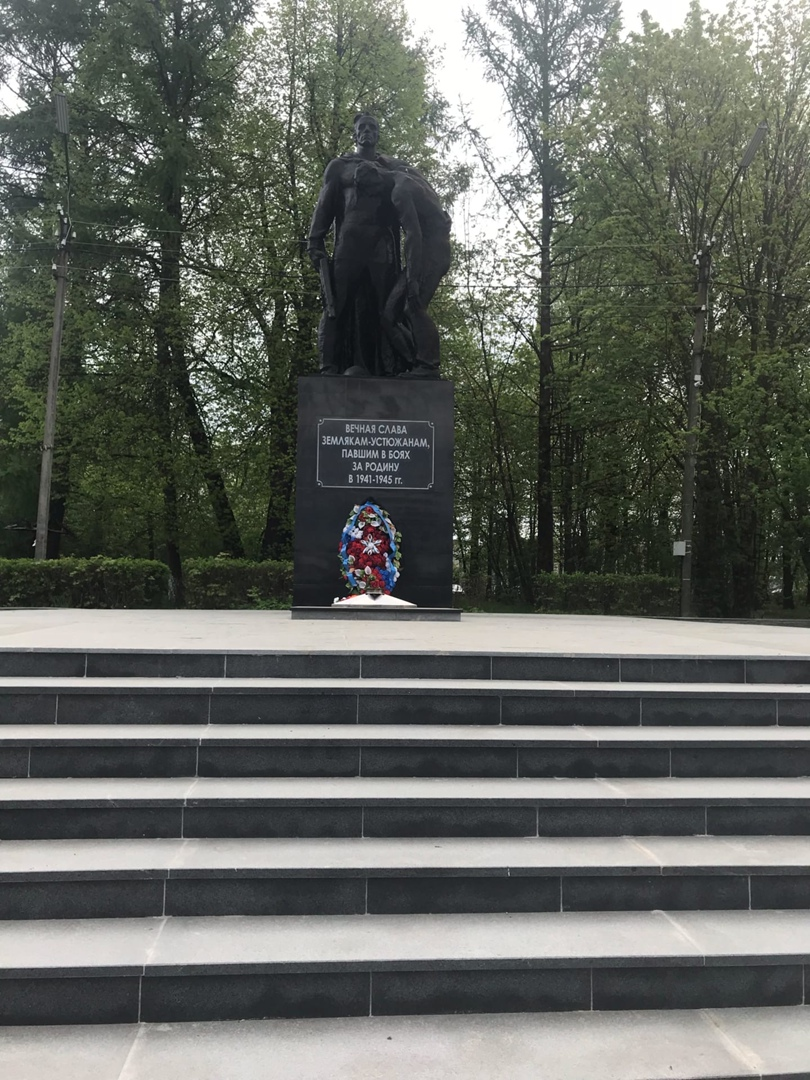 ВЕЧНАЯ СЛАВА
ЗЕМЛЯКАМ-УСТЮЖАНАМ,
ПАВШИМ В БОЯХ
ЗА РОДИНУ
В 1941-1945 гг.